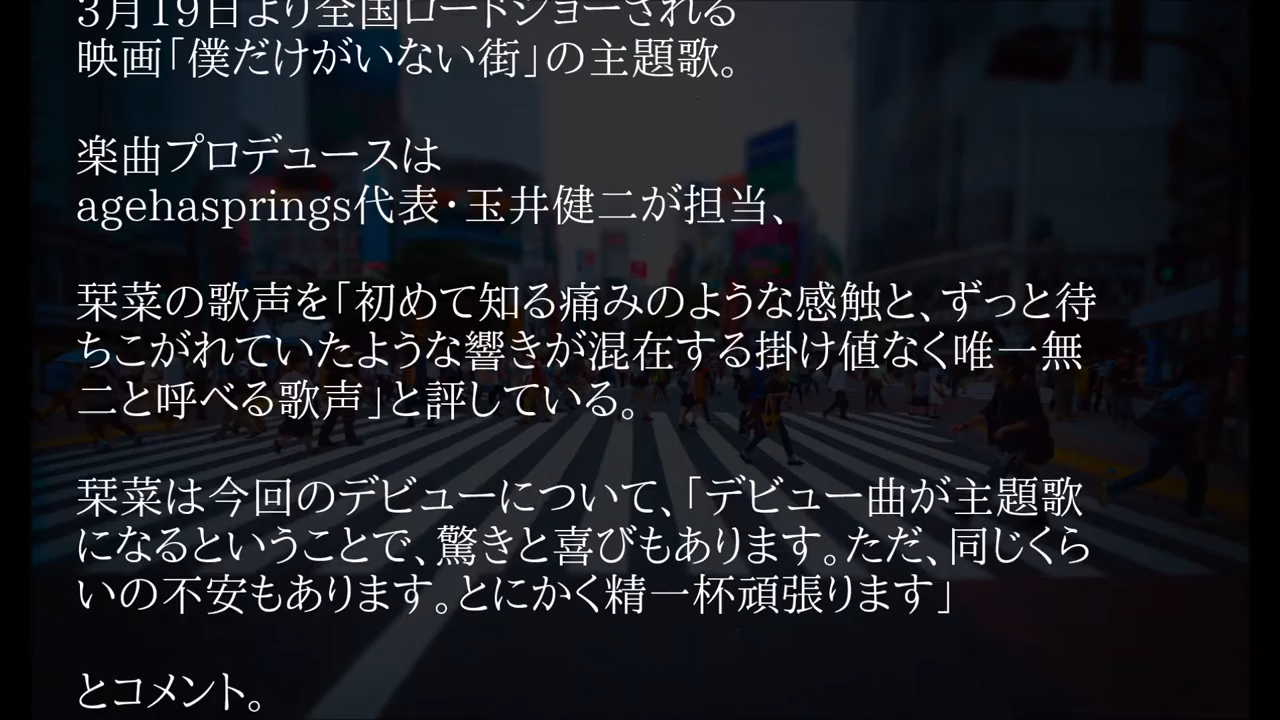 3月19日より全国ロードショーされる
映画「僕だけがいない街」の主題歌。
楽曲プロデュースは
agehasprings代表・玉井健二が担当、
栞菜の歌声を「初めて知る痛みのような感触と、ずっと待
ちこがれていたような響きが混在する掛け値なく唯一無
二と呼べる歌声」と評している。
栞菜は今回のデビューについて、「デビュー曲が主題歌
になるということで、驚きと喜びもあります。ただ、同じくら
いの不安もあります。とにかく精一杯頑張ります」
とコメント。